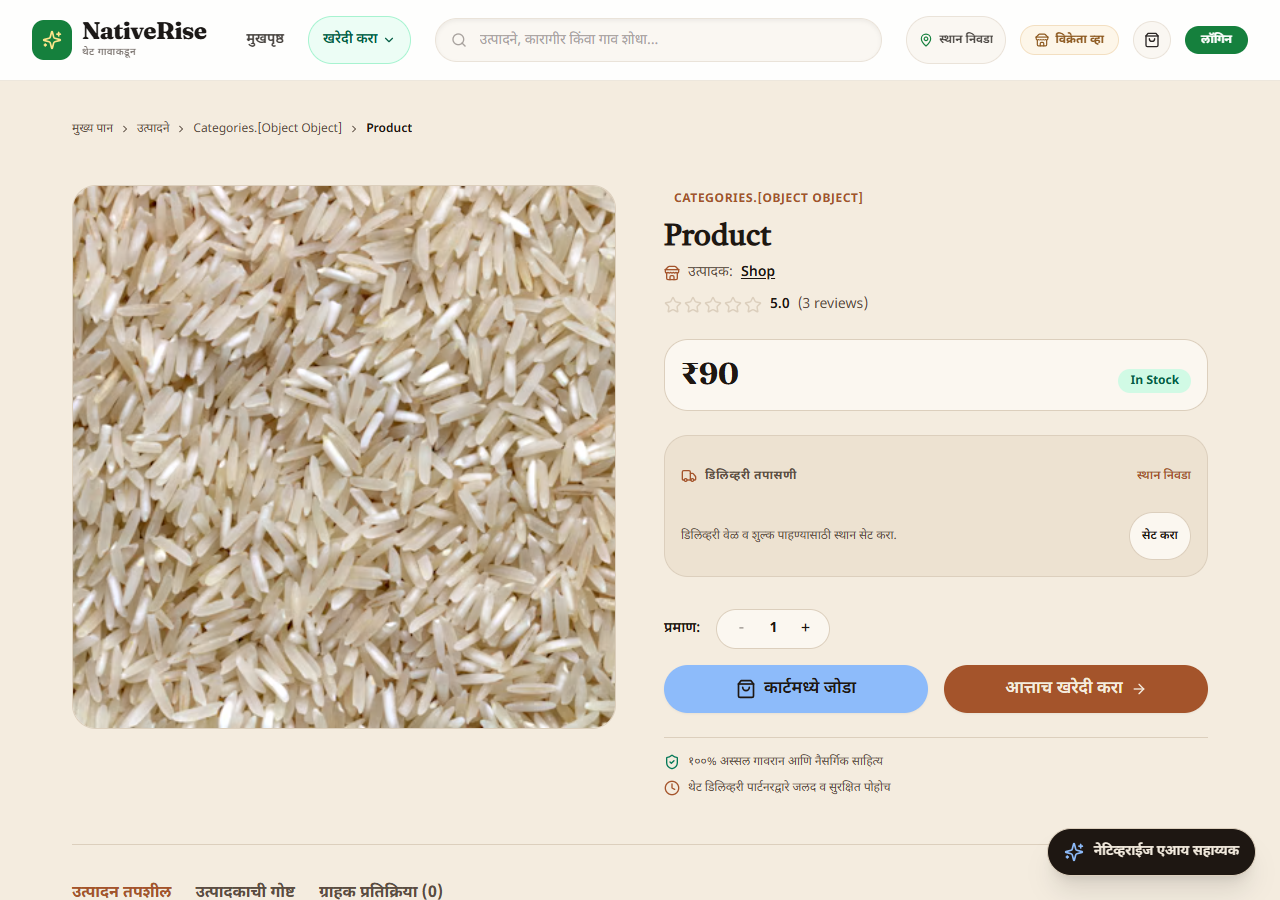 NativeRise
थेट गावाकडून
मुखपृष्ठ
खरेदी करा
उत्पादने, कारागीर किंवा गाव शोधा...
स्थान निवडा
विक्रेता व्हा
लॉगिन
मुख्य पान > उत्पादने > Categories.[Object Object] > Product
CATEGORIES.[OBJECT OBJECT]
Product
उत्पादक: Shop
5.0 (3 reviews)
₹90
In Stock
डिलिव्हरी तपासणी
स्थान निवडा
डिलिव्हरी वेळ व शुल्क पाहण्यासाठी स्थान सेट करा.
सेट करा
प्रमाण: - 1 +
कार्टमध्ये जोडा
आत्ताच खरेदी करा →
१००% अस्सल गावरान आणि नैसर्गिक साहित्य
थेट डिलिव्हरी पार्टनरद्वारे जलद व सुरक्षित पोहोच
नेटिव्हराईज एआय सहाय्यक
उत्पादन तपशील
उत्पादकाची गोष्ट
ग्राहक प्रतिक्रिया (0)